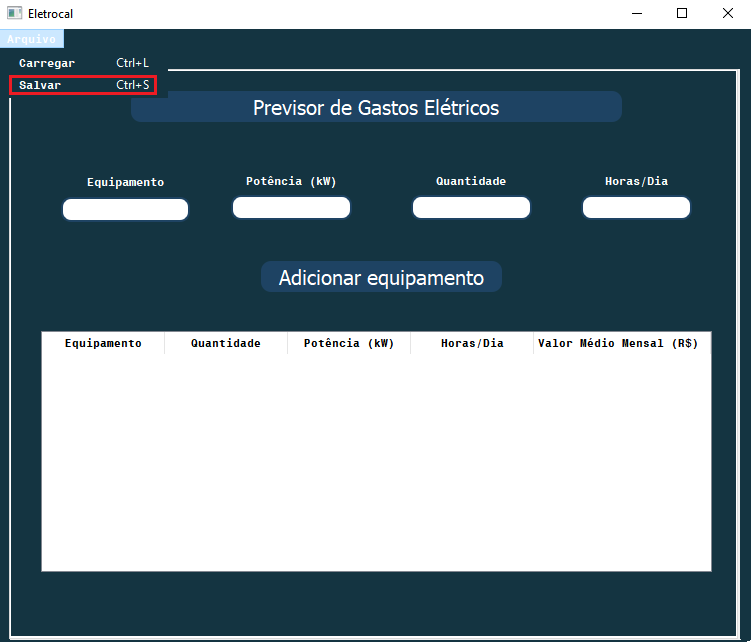 Eletrocal
Arquivo
Carregar Ctrl+L
Salvar Ctrl+S
Previsor de Gastos Elétricos
Equipamento Potência (kW) Quantidade Horas/Dia
Adicionar equipamento
Equipamento Quantidade Potência (kW) Horas/Dia Valor Médio Mensal (R$)